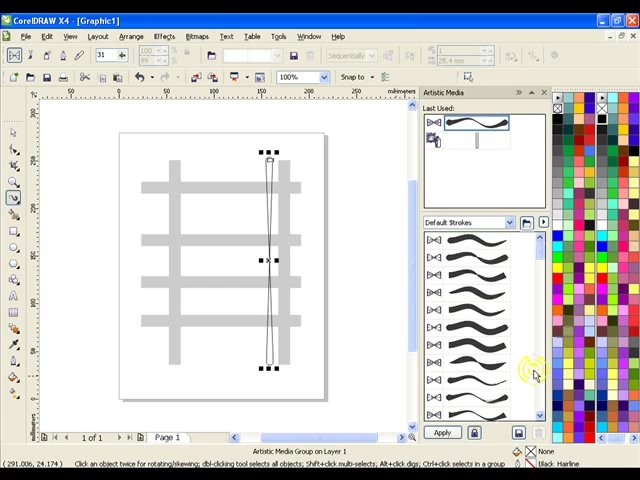 CorelDRAW X4 - [Graphic1]
File Edit View Layout Arrange Effects Bitmaps Text Table Tools Window Help
31 100 % Sequentially 1
100 % 25.4 mm
100% Snap to
50 0 50 100 150 200 250 millimeters
Artistic Media
Last Used:
Default Strokes
Apply
1 of 1 Page 1
Artistic Media Group on Layer 1 None
(291.086, 24.174) Click an object twice for rotating/skewing; dbl-clicking tool selects all objects; Shift+click multi-selects; Alt+click digs; Ctrl+click selects in a group Black Hairline